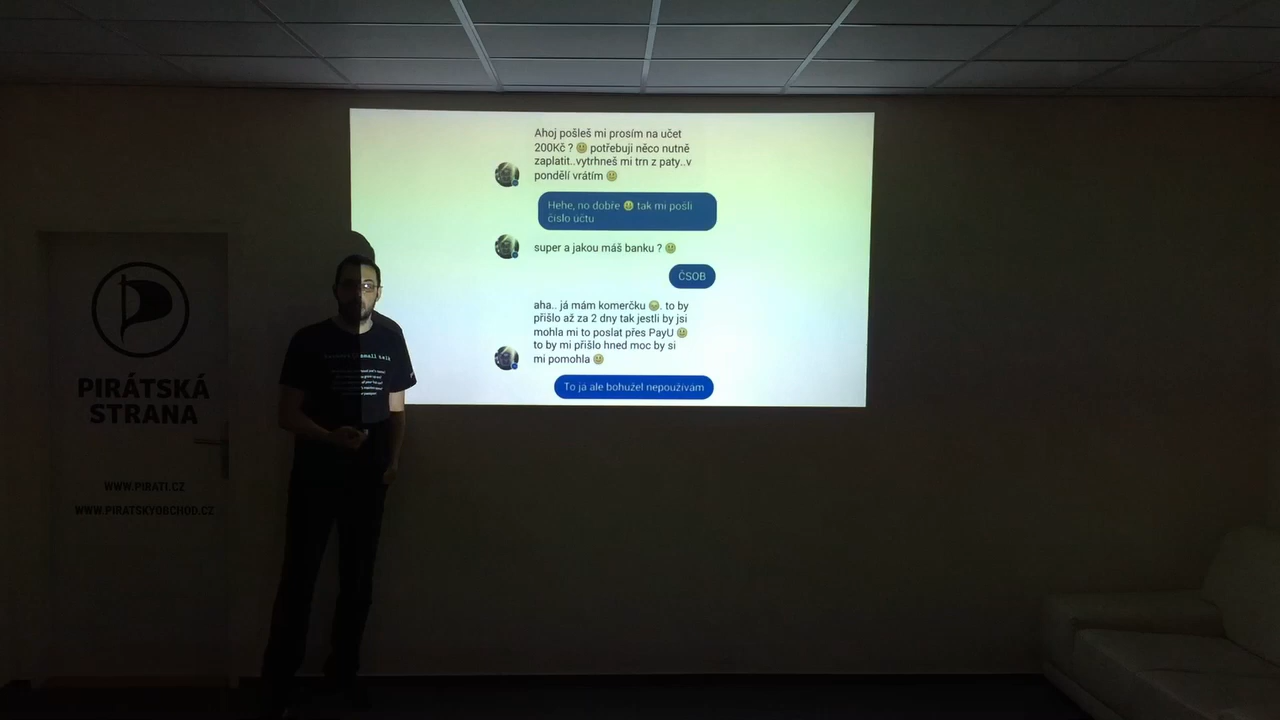 Ahoj pošleš mi prosím na učet
200Kč ? 🙂 potřebuji něco nutně
zaplatit..vytrhneš mi trn z paty..v
pondělí vrátím 🙂
Hehe, no dobře 🙂 tak mi pošli
číslo účtu
super a jakou máš banku ? 🙂
ČSOB
aha.. já mám komerčku 😕. to by
přišlo až za 2 dny tak jestli by jsi
mohla mi to poslat přes PayU 🙂
to by mi přišlo hned moc by si
mi pomohla 🙂
To já ale bohužel nepoužívám
PIRÁTSKÁ
STRANA
WWW.PIRATI.CZ
WWW.PIRATSKYOBCHOD.CZ
small talk